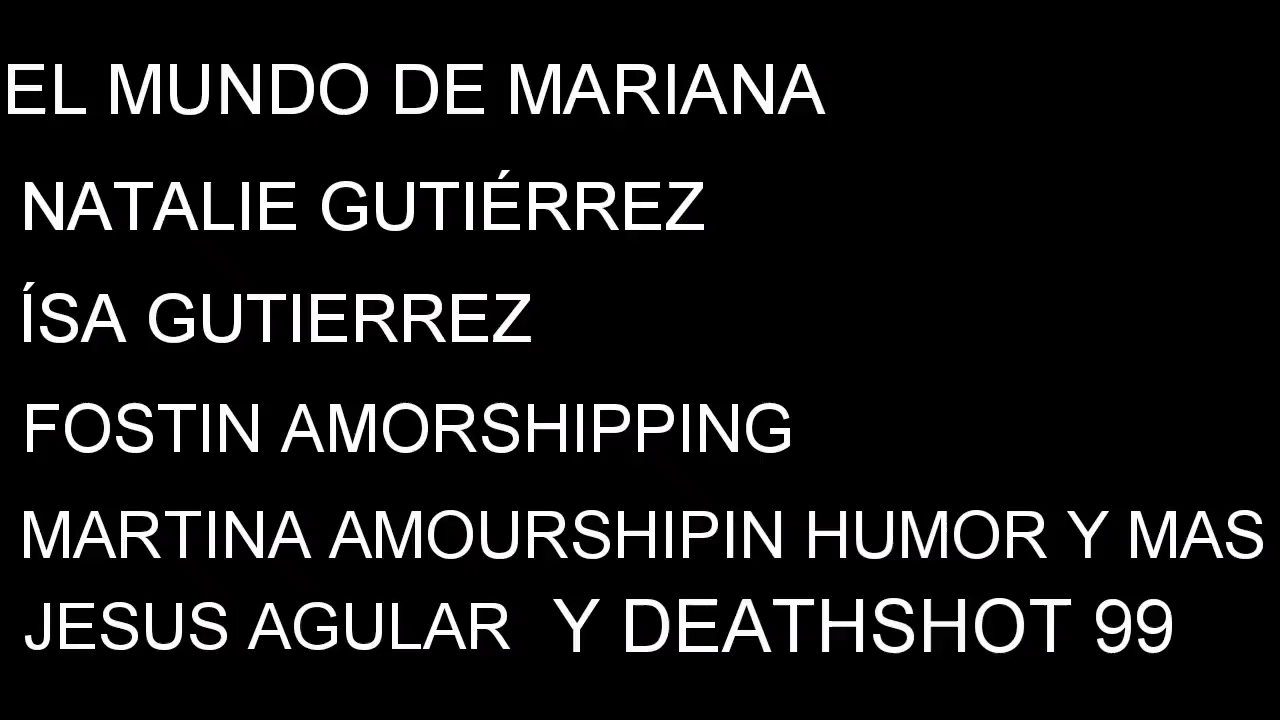 EL MUNDO DE MARIANA
NATALIE GUTIÉRREZ
ÍSA GUTIERREZ
FOSTIN AMORSHIPPING
MARTINA AMOURSHIPIN HUMOR Y MAS
JESUS AGULAR Y DEATHSHOT 99